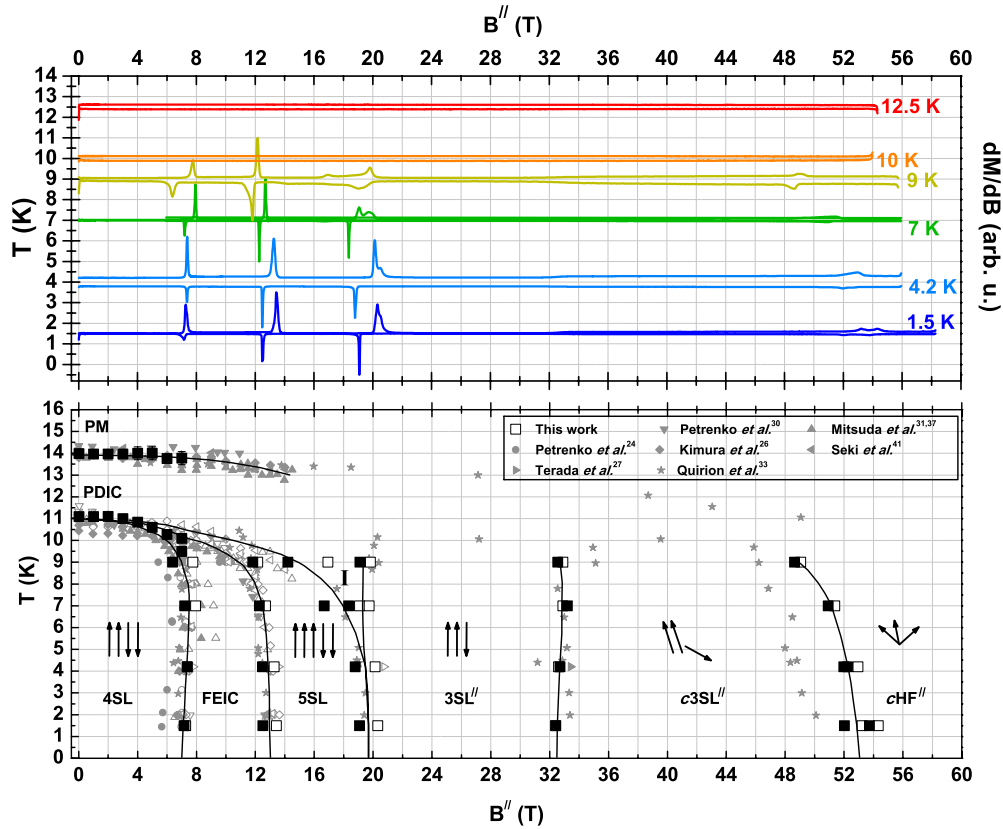 B// (T)
0 4 8 12 16 20 24 28 32 36 40 44 48 52 56 60
14
13
12
11
10
9
8
7
6
5
4
3
2
1
0
T (K)
dM/dB (arb. u.)
12.5 K
10 K
9 K
7 K
4.2 K
1.5 K
16
15
14
13
12
11
10
9
8
7
6
5
4
3
2
1
0
T (K)
PM
PDIC
This work
Petrenko et al.30
Mitsuda et al.31,37
Petrenko et al.24
Kimura et al.26
Seki et al.41
Terada et al.27
Quirion et al.33
I
4SL
FEIC
5SL
3SL//
c3SL//
cHF//
0 4 8 12 16 20 24 28 32 36 40 44 48 52 56 60
B// (T)